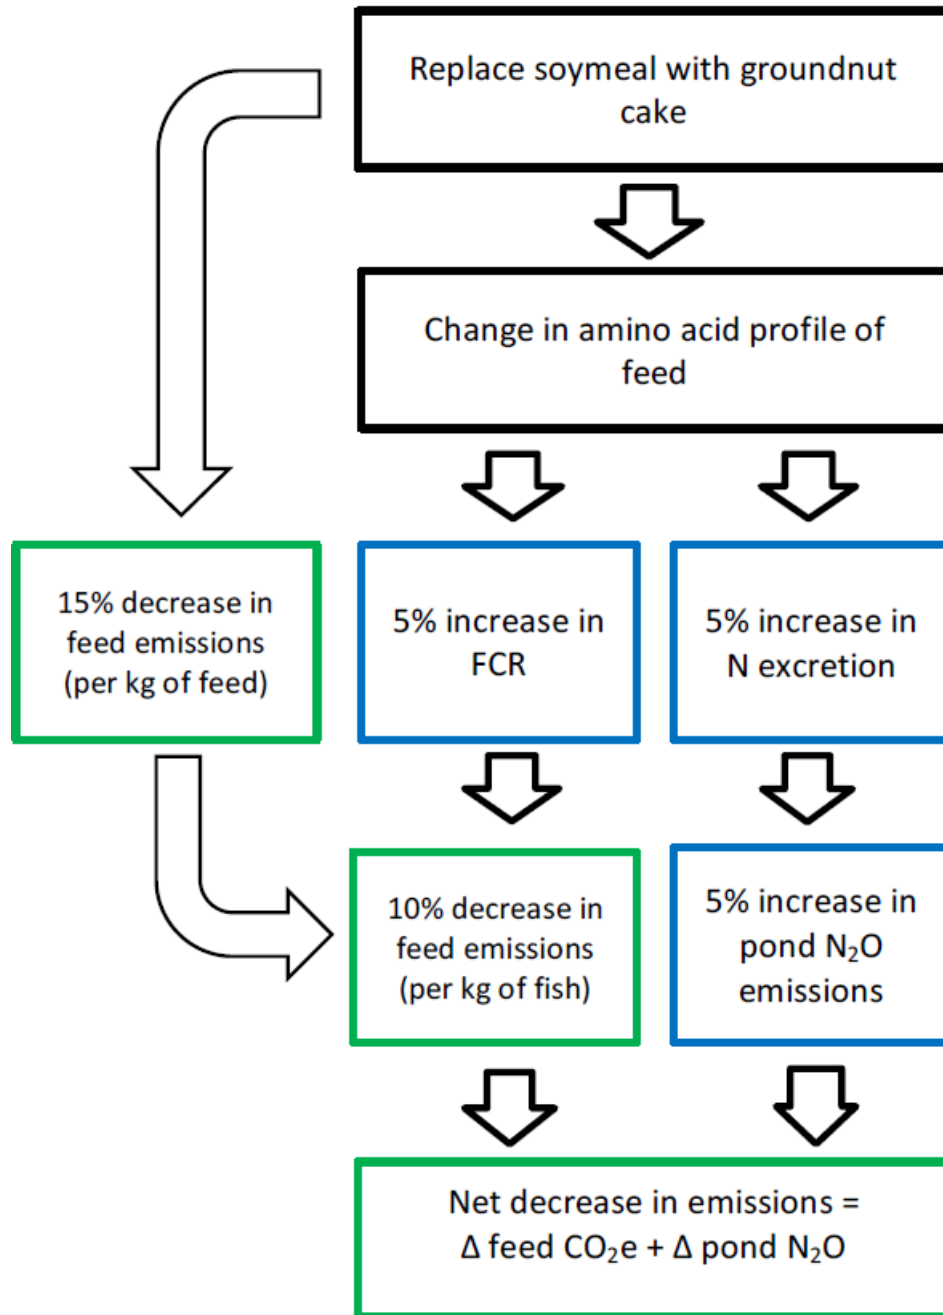 Replace soymeal with groundnut
cake
Change in amino acid profile of
feed
15% decrease in
feed emissions
(per kg of feed)
5% increase in
FCR
5% increase in
N excretion
10% decrease in
feed emissions
(per kg of fish)
5% increase in
pond N₂O
emissions
Net decrease in emissions =
Δ feed CO₂e + Δ pond N₂O